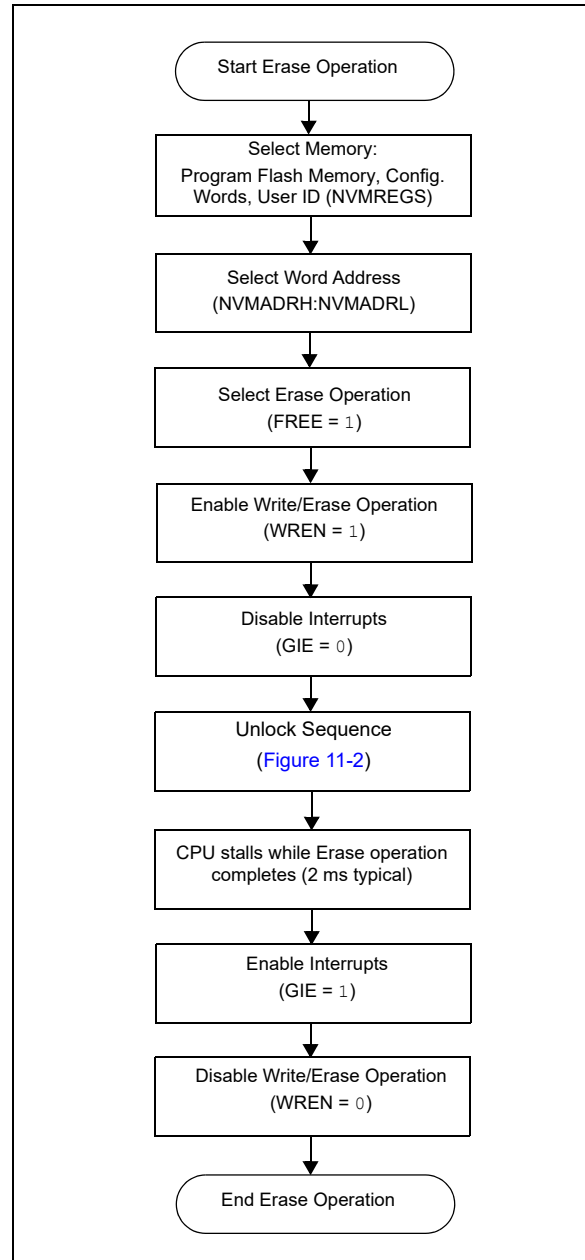 Start Erase Operation
Select Memory:
Program Flash Memory, Config.
Words, User ID (NVMREGS)
Select Word Address
(NVMADRH:NVMADRL)
Select Erase Operation
(FREE = 1)
Enable Write/Erase Operation
(WREN = 1)
Disable Interrupts
(GIE = 0)
Unlock Sequence
(Figure 11-2)
CPU stalls while Erase operation
completes (2 ms typical)
Enable Interrupts
(GIE = 1)
Disable Write/Erase Operation
(WREN = 0)
End Erase Operation